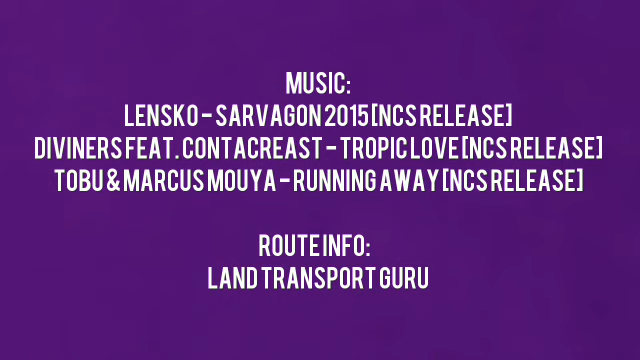 MUSIC:
LENSKO - SARVAGON 2015 [NCS RELEASE]
DIVINERS FEAT. CONTACREAST - TROPIC LOVE [NCS RELEASE]
TOBU & MARCUS MOUYA - RUNNING AWAY [NCS RELEASE]
ROUTE INFO:
LAND TRANSPORT GURU